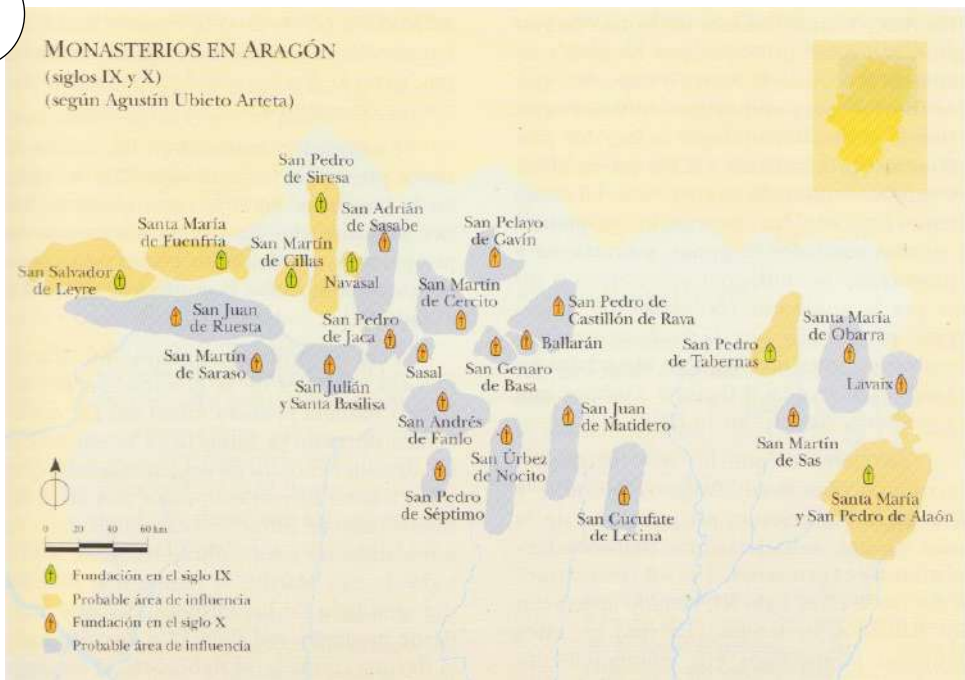 MONASTERIOS EN ARAGÓN
(siglos IX y X)
(según Agustín Ubieto Arteta)
San Pedro
de Siresa
San Adrián
de Sasabe
San Pelayo
de Gavín
Santa María
de Fuenfría
San Martín
de Cillas
Navasal
San Salvador
de Leyre
San Martín
de Cercito
San Juan
de Ruesta
San Pedro
de Jaca
San Pedro de
Castillón de Rava
Santa María
de Obarra
San Martín
de Saraso
Sasal
Ballarán
San Pedro
de Tabernas
San Genaro
de Basa
San Julián
y Santa Basilisa
Lavaix
San Andrés
de Fanlo
San Juan
de Matidero
San Martín
de Sas
San Úrbez
de Nocito
San Pedro
de Séptimo
San Cucufate
de Lecina
Santa María
y San Pedro de Alaón
0 20 40 60 km
Fundación en el siglo IX
Probable área de influencia
Fundación en el siglo X
Probable área de influencia